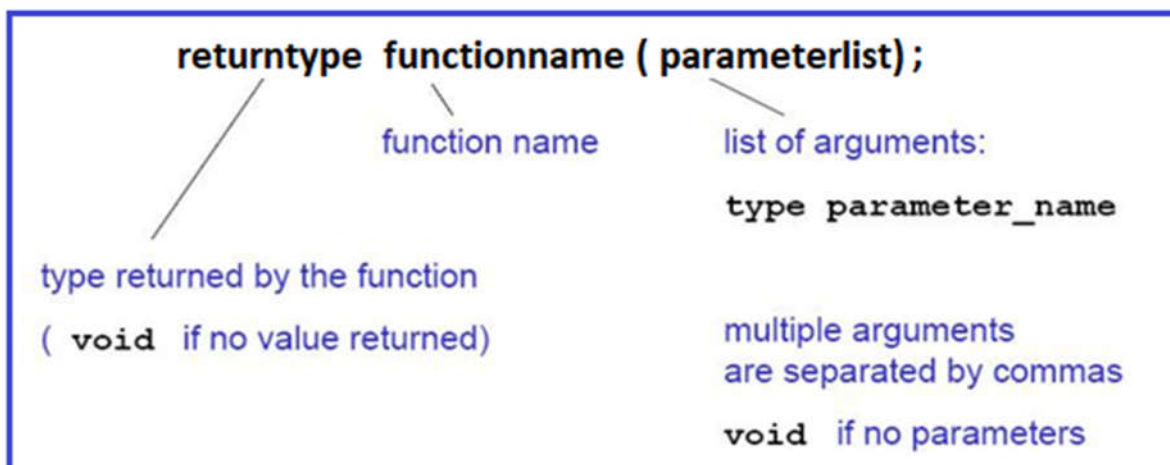 returntype functionname ( parameterlist) ;
function name
list of arguments:
type parameter_name
type returned by the function
( void if no value returned)
multiple arguments
are separated by commas
void if no parameters